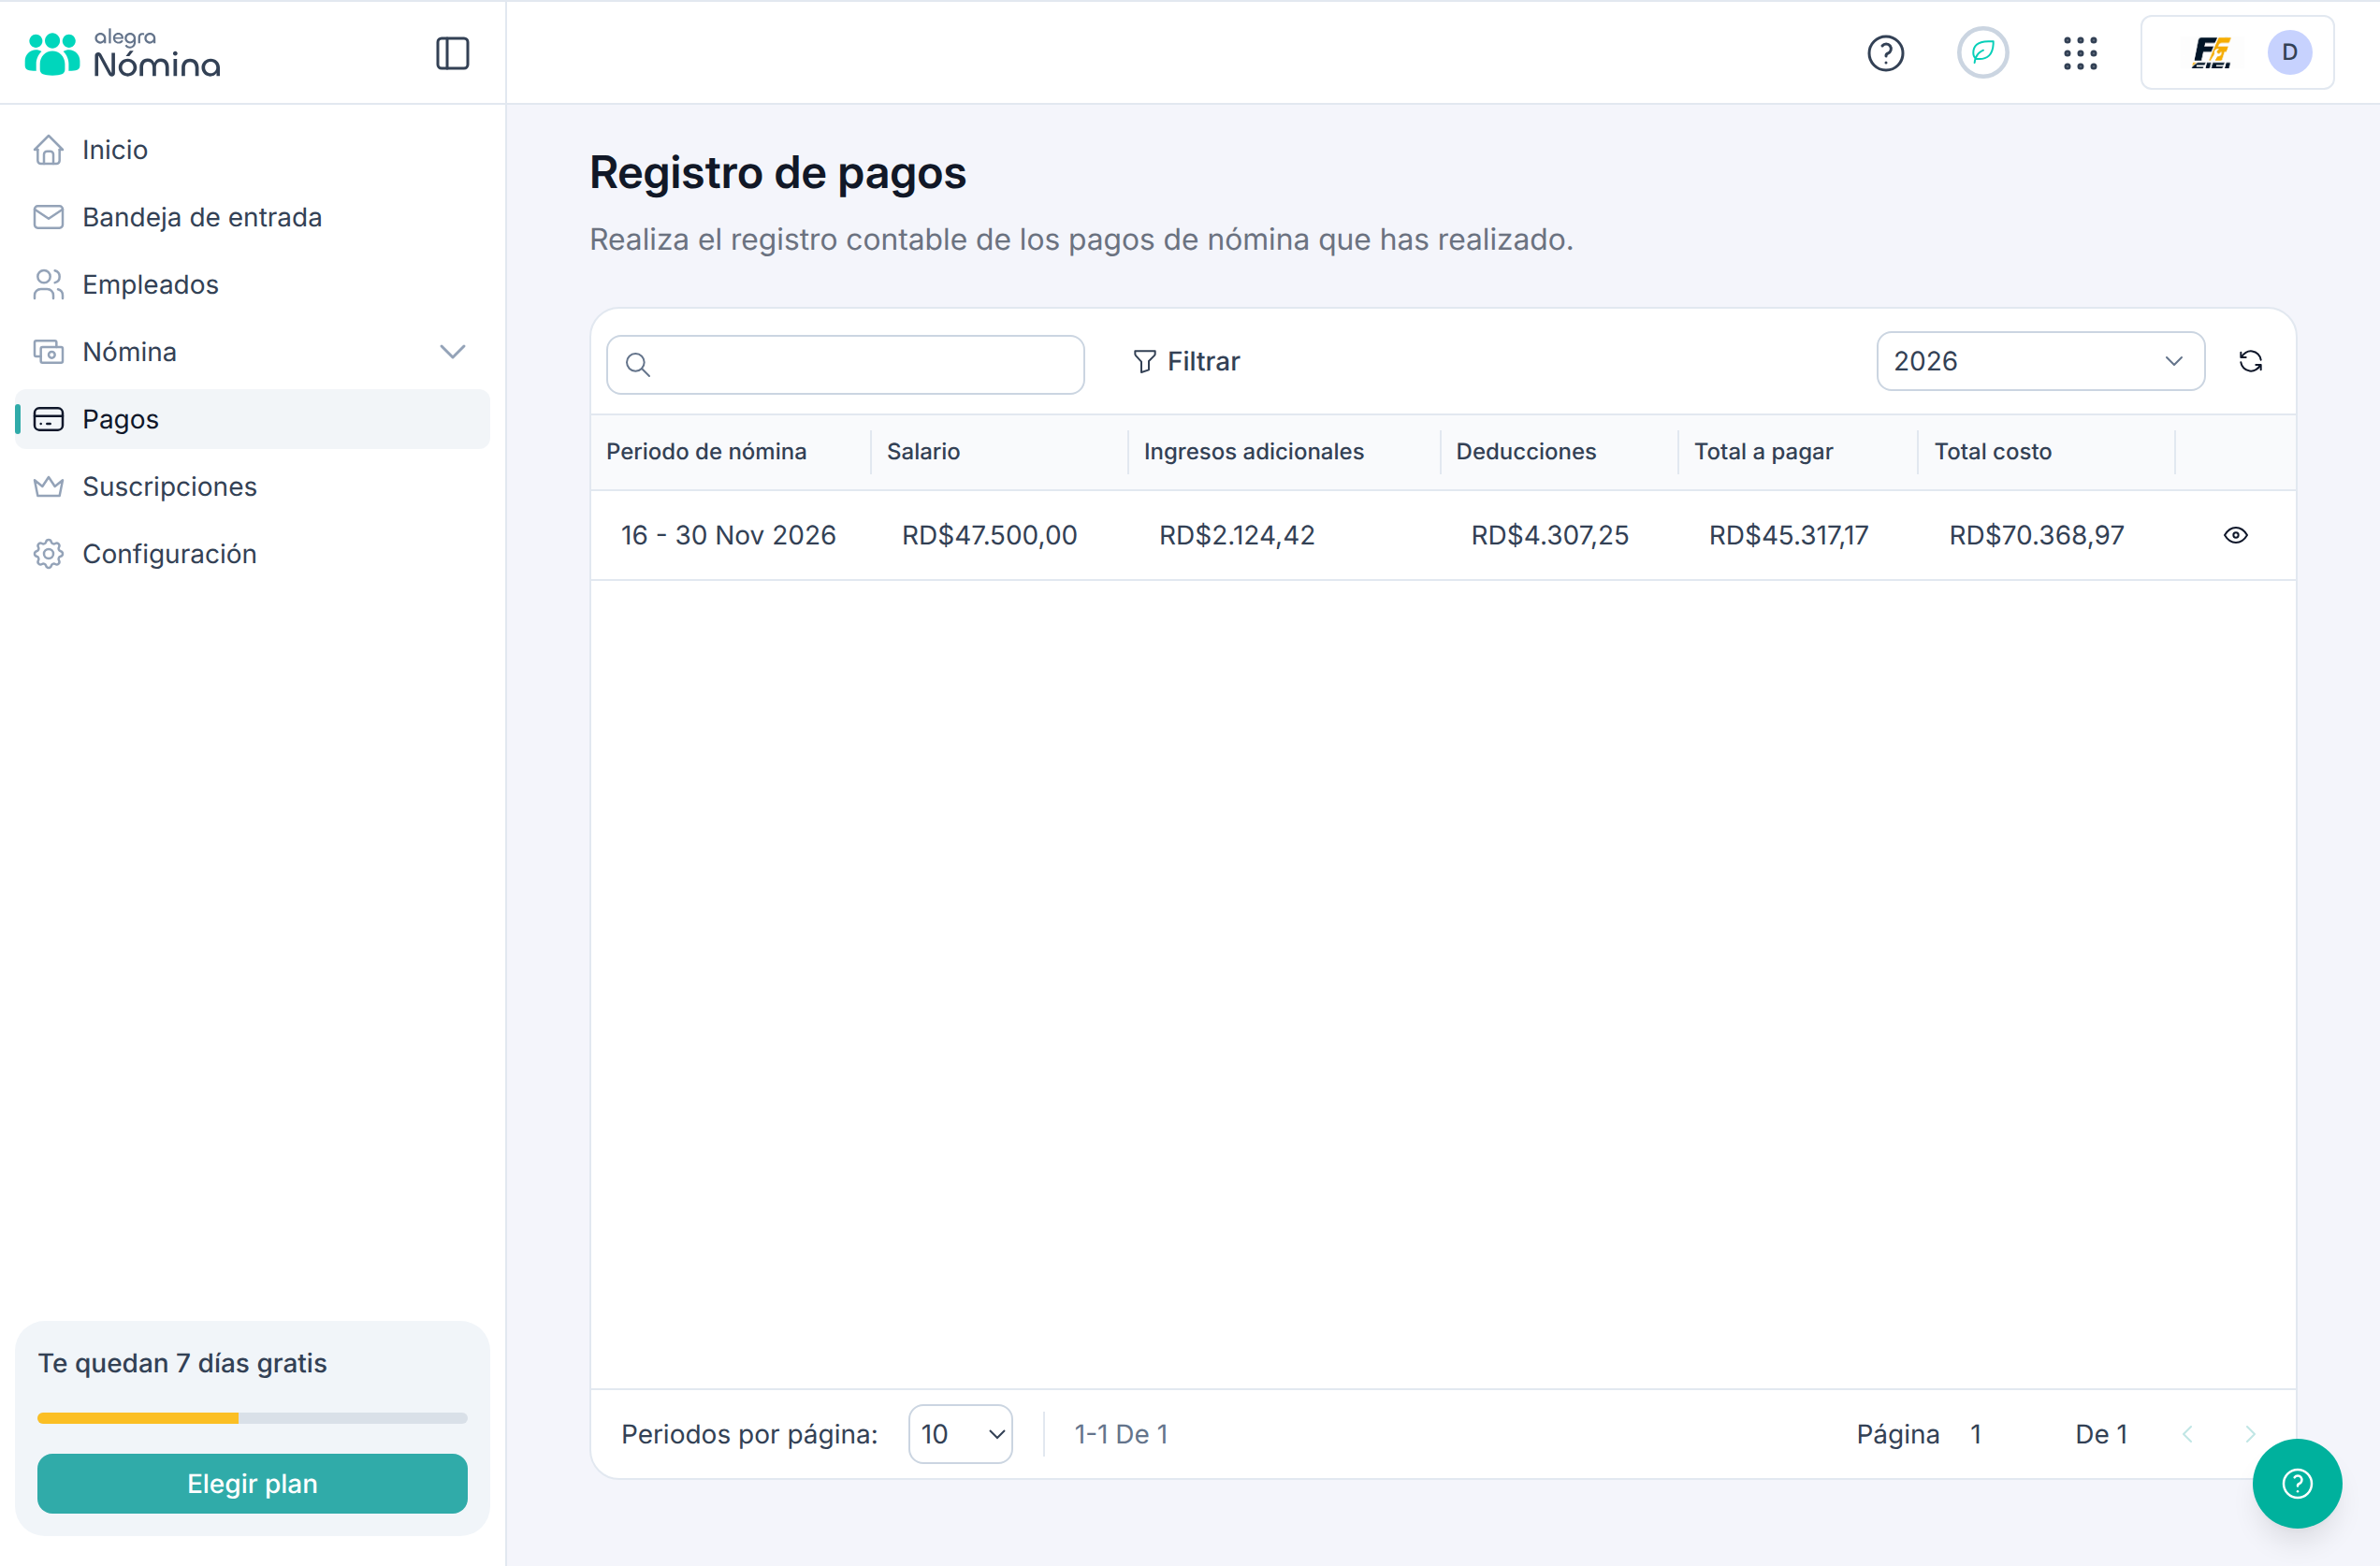 alegra
Nómina
D
Inicio
Bandeja de entrada
Empleados
Nómina
Pagos
Suscripciones
Configuración
Registro de pagos
Realiza el registro contable de los pagos de nómina que has realizado.
Filtrar
2026
Periodo de nómina Salario Ingresos adicionales Deducciones Total a pagar Total costo
16 - 30 Nov 2026 RD$47.500,00 RD$2.124,42 RD$4.307,25 RD$45.317,17 RD$70.368,97
Te quedan 7 días gratis
Elegir plan
Periodos por página: 10 1-1 De 1 Página 1 De 1